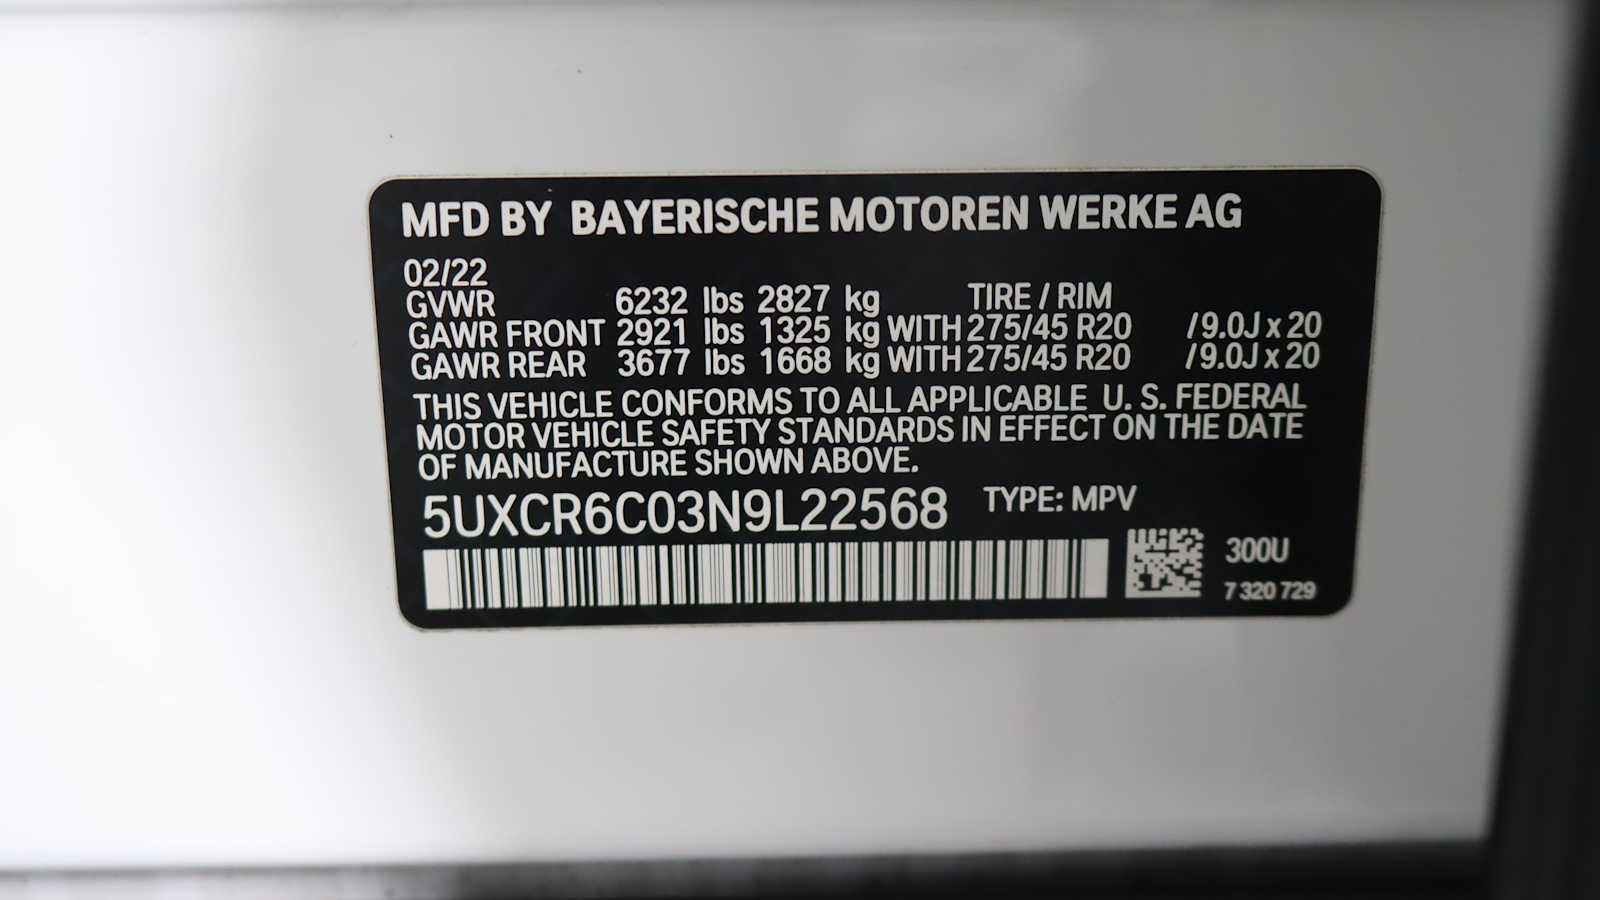 MFD BY BAYERISCHE MOTOREN WERKE AG
02/22
GVWR 6232 lbs 2827 kg TIRE / RIM
GAWR FRONT 2921 lbs 1325 kg WITH 275/45 R20 / 9.0J x 20
GAWR REAR 3677 lbs 1668 kg WITH 275/45 R20 / 9.0J x 20
THIS VEHICLE CONFORMS TO ALL APPLICABLE U. S. FEDERAL
MOTOR VEHICLE SAFETY STANDARDS IN EFFECT ON THE DATE
OF MANUFACTURE SHOWN ABOVE.
5UXCR6C03N9L22568 TYPE: MPV
300U
7 320 729